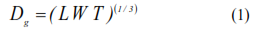 D_g = (L W T)^(1/3) (1)